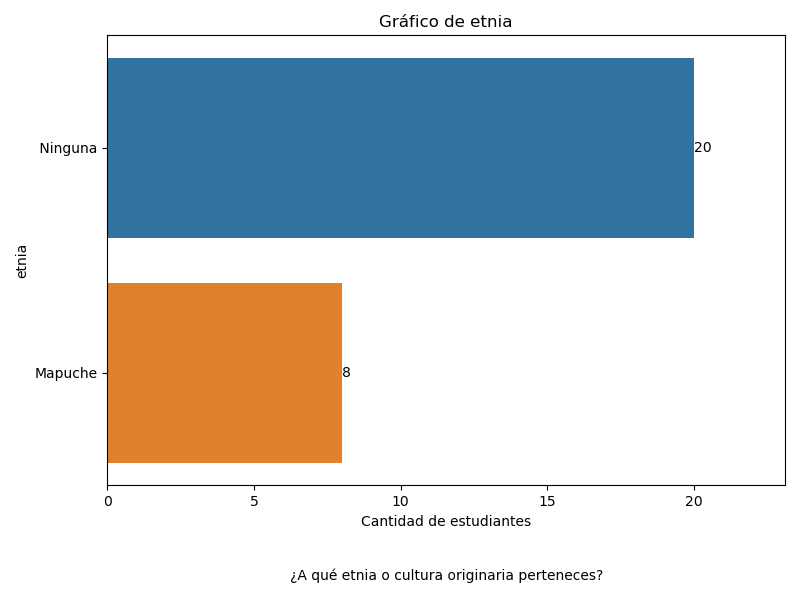 Gráfico de etnia
Ninguna
20
etnia
Mapuche
8
0 5 10 15 20
Cantidad de estudiantes
¿A qué etnia o cultura originaria perteneces?